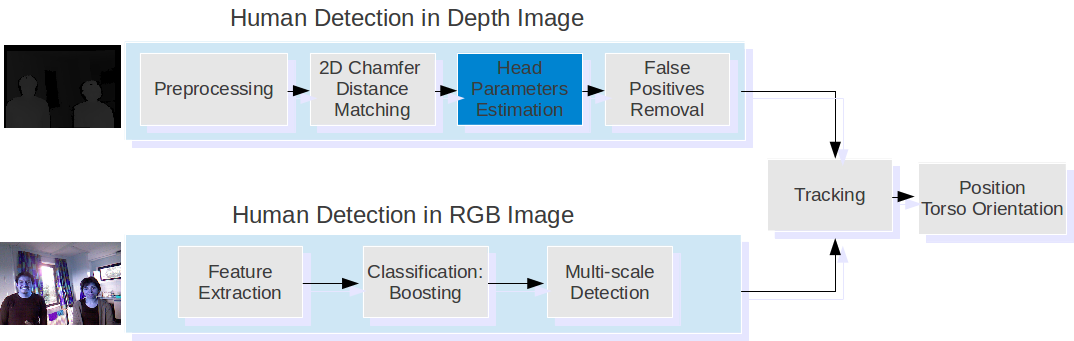 Human Detection in Depth Image
Preprocessing
2D Chamfer
Distance
Matching
Head
Parameters
Estimation
False
Positives
Removal
Tracking
Position
Torso Orientation
Human Detection in RGB Image
Feature
Extraction
Classification:
Boosting
Multi-scale
Detection